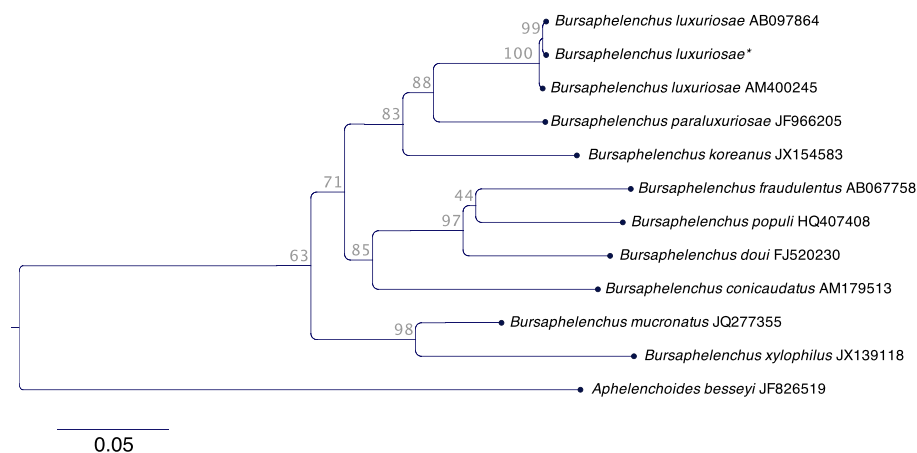 Bursaphelenchus luxuriosae AB097864
99
Bursaphelenchus luxuriosae*
100
Bursaphelenchus luxuriosae AM400245
88
83
Bursaphelenchus paraluxuriosae JF966205
Bursaphelenchus koreanus JX154583
71
Bursaphelenchus fraudulentus AB067758
44
97
Bursaphelenchus populi HQ407408
63
85
Bursaphelenchus doui FJ520230
Bursaphelenchus conicaudatus AM179513
98
Bursaphelenchus mucronatus JQ277355
Bursaphelenchus xylophilus JX139118
Aphelenchoides besseyi JF826519
0.05